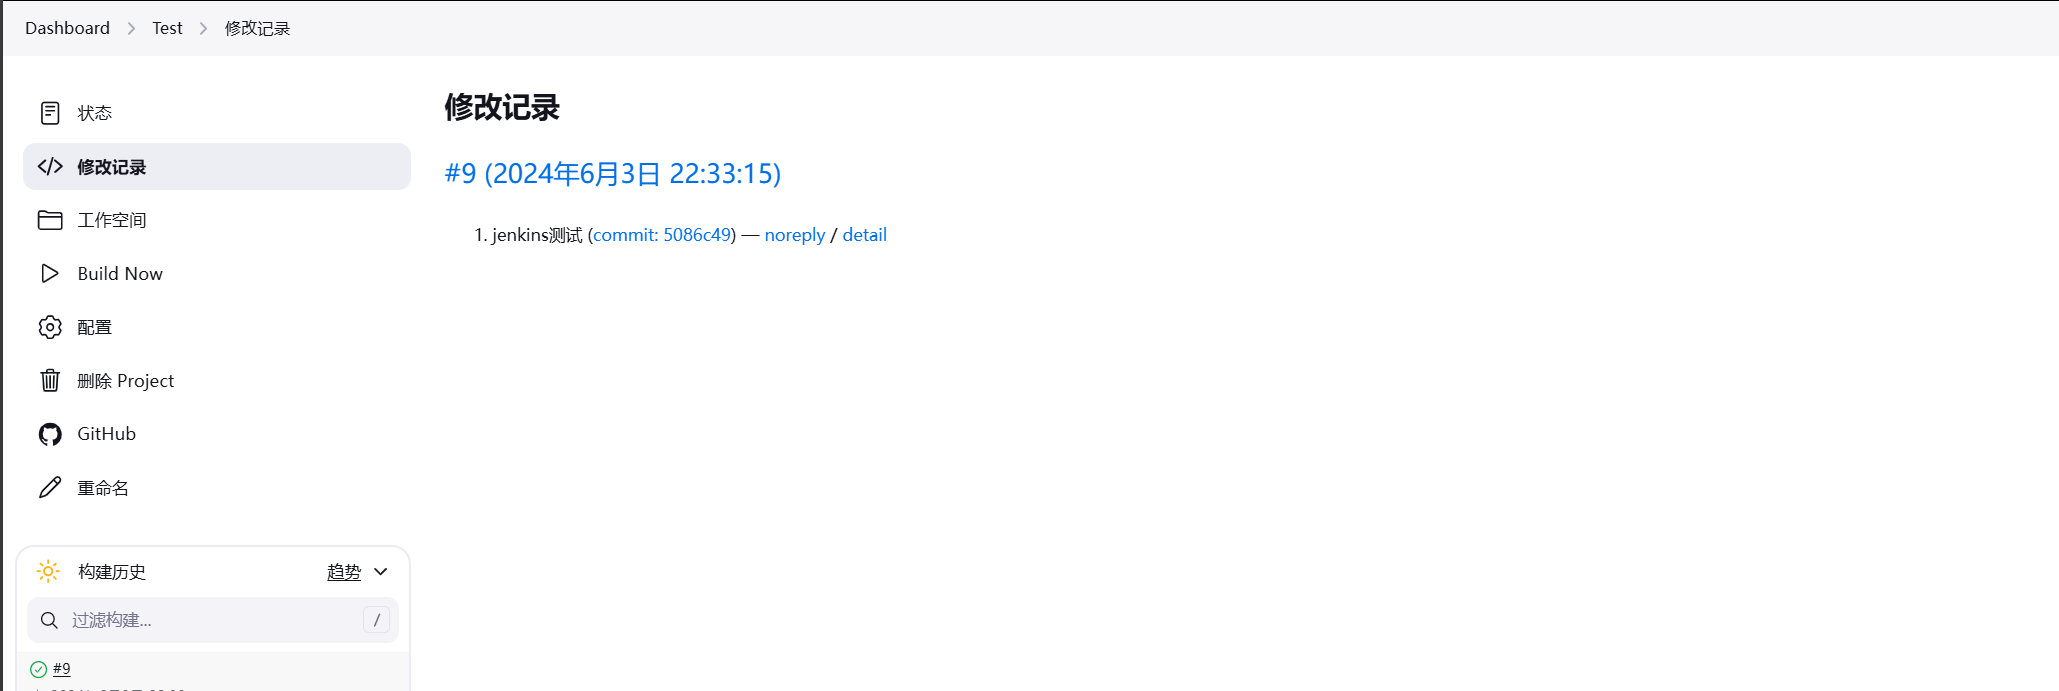 Dashboard > Test > 修改记录
状态
修改记录
工作空间
Build Now
配置
删除 Project
GitHub
重命名
构建历史 趋势
过滤构建... /
#9
修改记录
#9 (2024年6月3日 22:33:15)
1. jenkins测试 (commit: 5086c49) — noreply / detail